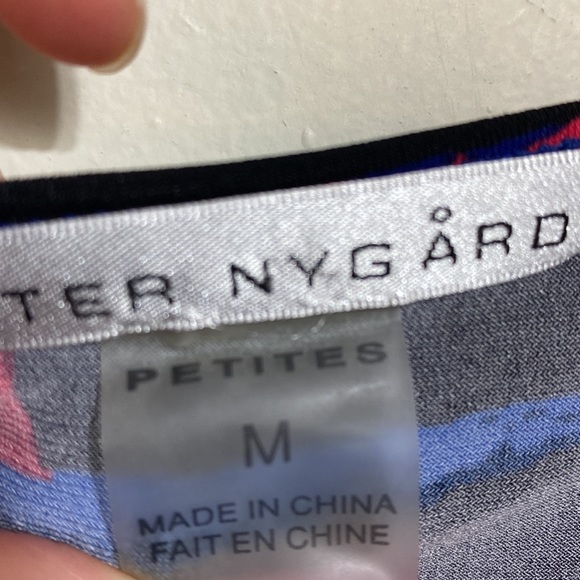 TER NYGÅRD
PETITES
M
MADE IN CHINA
FAIT EN CHINE